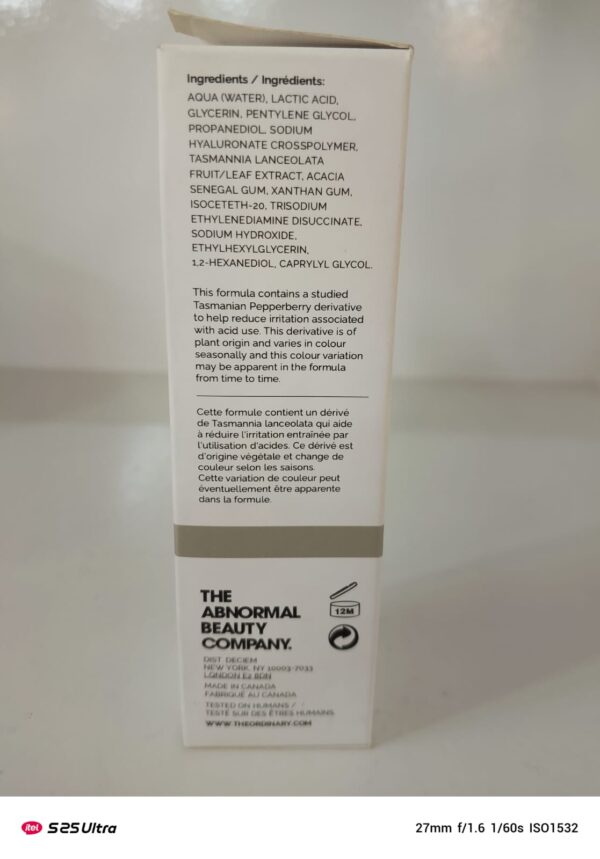 Ingredients / Ingrédients:
AQUA (WATER), LACTIC ACID,
GLYCERIN, PENTYLENE GLYCOL,
PROPANEDIOL, SODIUM
HYALURONATE CROSSPOLYMER,
TASMANNIA LANCEOLATA
FRUIT/LEAF EXTRACT, ACACIA
SENEGAL GUM, XANTHAN GUM,
ISOCETETH-20, TRISODIUM
ETHYLENEDIAMINE DISUCCINATE,
SODIUM HYDROXIDE,
ETHYLHEXYLGLYCERIN,
1,2-HEXANEDIOL, CAPRYLYL GLYCOL.
This formula contains a studied
Tasmanian Pepperberry derivative
to help reduce irritation associated
with acid use. This derivative is of
plant origin and varies in colour
seasonally and this colour variation
may be apparent in the formula
from time to time.
Cette formule contient un dérivé
de Tasmannia lanceolata qui aide
à réduire l'irritation entraînée par
l'utilisation d'acides. Ce dérivé est
d'origine végétale et change de
couleur selon les saisons.
Cette variation de couleur peut
éventuellement être apparente
dans la formule.
THE
ABNORMAL
BEAUTY
COMPANY.
12M
DIST. DECIEM
NEW YORK, NY 10003-7033
LONDON E2 8DN
MADE IN CANADA
FABRIQUÉ AU CANADA
TESTED ON HUMANS /
TESTÉ SUR DES ÊTRES HUMAINS
WWW.THEORDINARY.COM
itel S25Ultra
27mm f/1.6 1/60s ISO1532